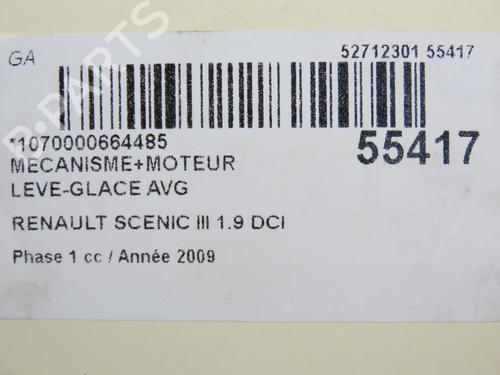 GA
52712301 55417
*1070000664485
55417
MECANISME+MOTEUR
LEVE-GLACE AVG
RENAULT SCENIC III 1.9 DCI
Phase 1 cc / Année 2009
B-PARTS